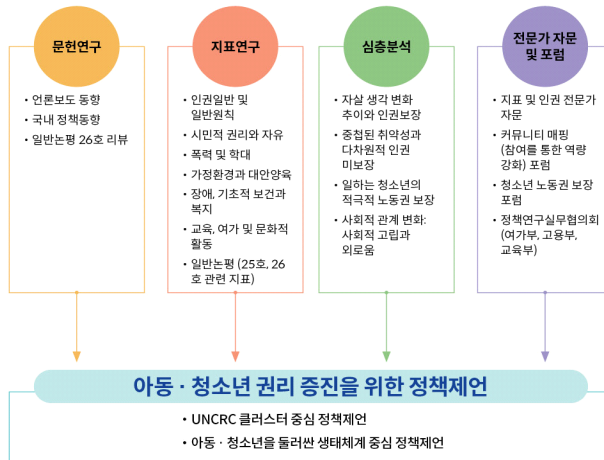 문헌연구
• 언론보도 동향
• 국내 정책동향
• 일반논평 26호 리뷰
지표연구
• 인권일반 및
일반원칙
• 시민적 권리와 자유
• 폭력 및 학대
• 가정환경과 대안양육
• 장애, 기초적 보건과
복지
• 교육, 여가 및 문화적
활동
• 일반논평 (25호, 26
호 관련 지표)
심층분석
• 자살 생각 변화
추이와 인권보장
• 중첩된 취약성과
다차원적 인권
미보장
• 일하는 청소년의
적극적 노동권 보장
• 사회적 관계 변화:
사회적 고립과
외로움
전문가 자문
및 포럼
• 지표 및 인권 전문가
자문
• 커뮤니티 매핑
(참여를 통한 역량
강화) 포럼
• 청소년 노동권 보장
포럼
• 정책연구실무협의회
(여가부, 고용부,
교육부)
아동 · 청소년 권리 증진을 위한 정책제언
• UNCRC 클러스터 중심 정책제언
• 아동 · 청소년을 둘러싼 생태체계 중심 정책제언